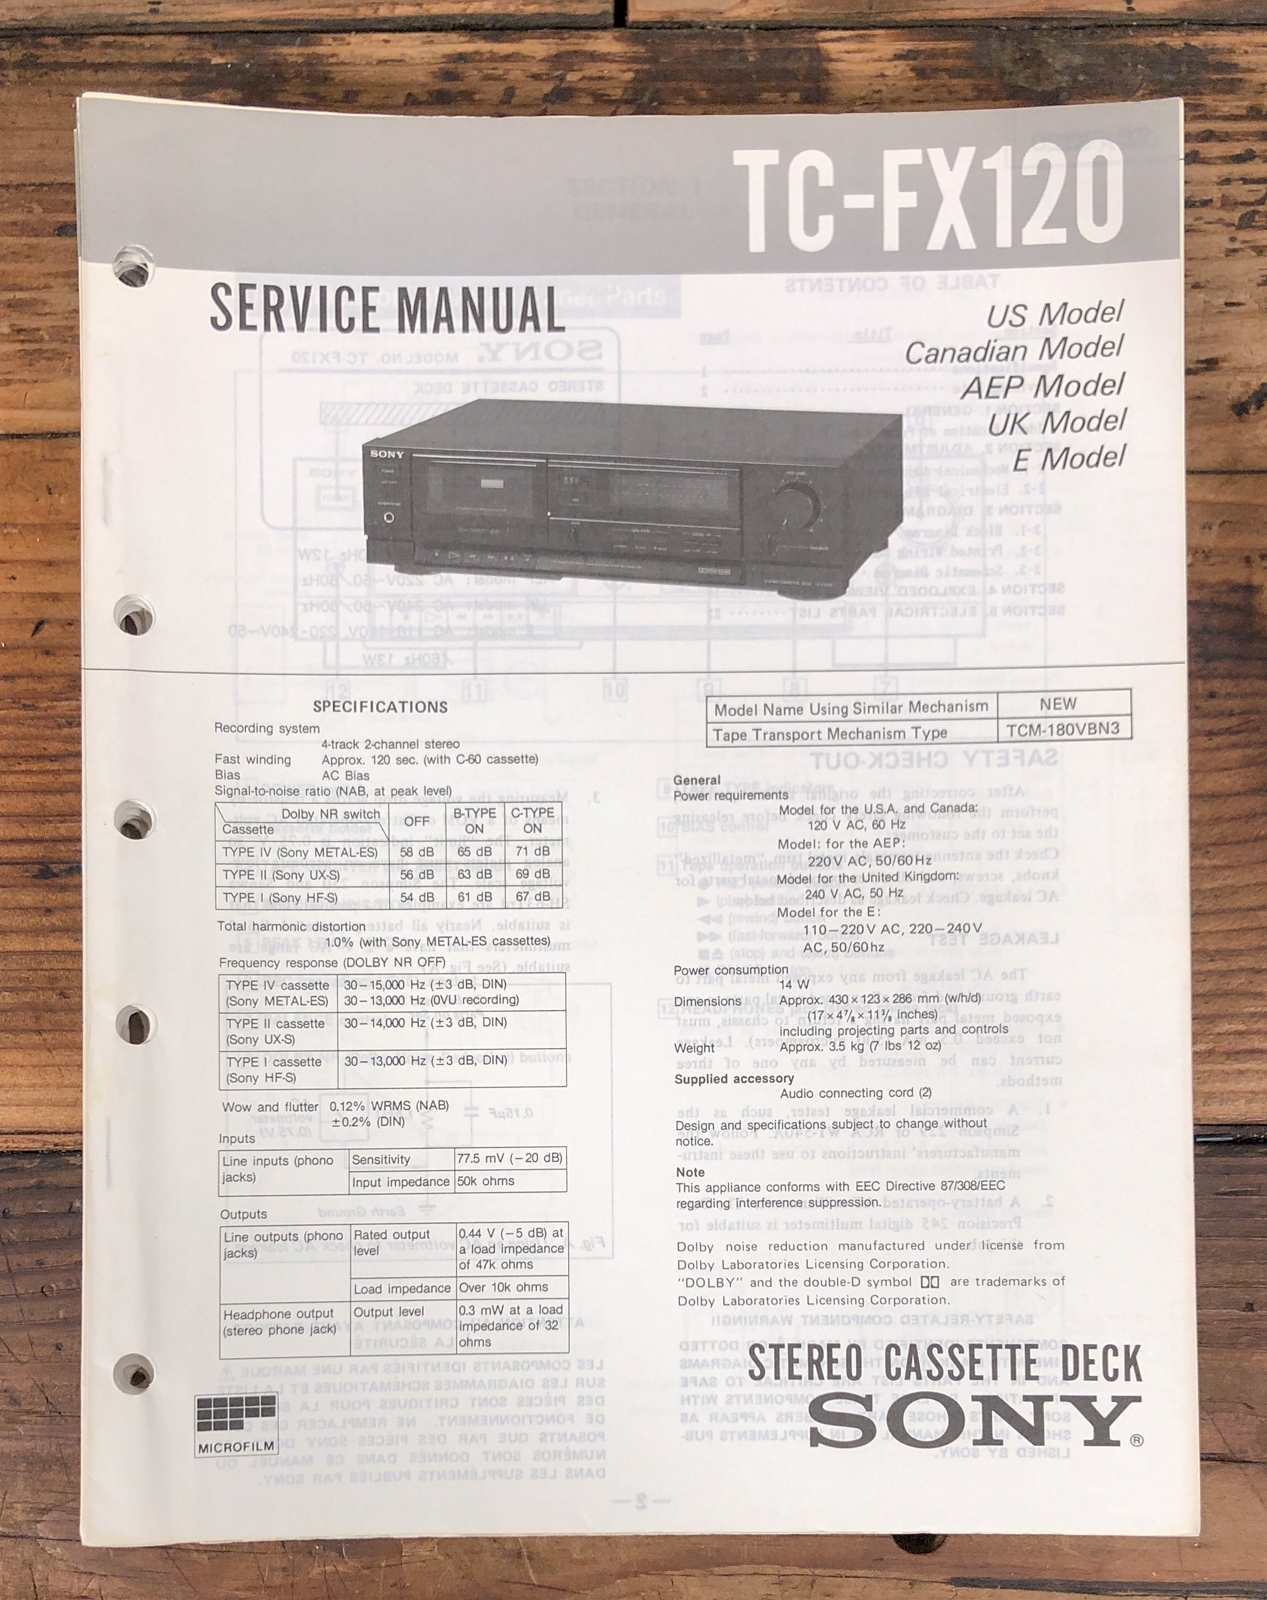 TC-FX120
SERVICE MANUAL
US Model
Canadian Model
AEP Model
UK Model
E Model
SONY
SPECIFICATIONS
Recording system
4-track 2-channel stereo
Fast winding Approx. 120 sec. (with C-60 cassette)
Bias AC Bias
Signal-to-noise ratio (NAB, at peak level)
Dolby NR switch OFF B-TYPE ON C-TYPE ON
Cassette
TYPE IV (Sony METAL-ES) 58 dB 65 dB 71 dB
TYPE II (Sony UX-S) 56 dB 63 dB 69 dB
TYPE I (Sony HF-S) 54 dB 61 dB 67 dB
Total harmonic distortion
1.0% (with Sony METAL-ES cassettes)
Frequency response (DOLBY NR OFF)
TYPE IV cassette 30–15,000 Hz (±3 dB, DIN)
(Sony METAL-ES) 30–13,000 Hz (0VU recording)
TYPE II cassette 30–14,000 Hz (±3 dB, DIN)
(Sony UX-S)
TYPE I cassette 30–13,000 Hz (±3 dB, DIN)
(Sony HF-S)
Wow and flutter 0.12% WRMS (NAB)
±0.2% (DIN)
Inputs
Line inputs (phono Sensitivity 77.5 mV (−20 dB)
jacks) Input impedance 50k ohms
Outputs
Line outputs (phono Rated output 0.44 V (−5 dB) at
jacks) level a load impedance
of 47k ohms
Load impedance Over 10k ohms
Headphone output Output level 0.3 mW at a load
(stereo phone jack) impedance of 32
ohms
MICROFILM
Model Name Using Similar Mechanism NEW
Tape Transport Mechanism Type TCM-180VBN3
General
Power requirements
Model for the U.S.A. and Canada:
120 V AC, 60 Hz
Model: for the AEP:
220V AC, 50/60Hz
Model for the United Kingdom:
240 V AC, 50 Hz
Model for the E:
110–220V AC, 220–240V
AC, 50/60hz
Power consumption
14 W
Dimensions Approx. 430 × 123 × 286 mm (w/h/d)
(17 × 4⅞ × 11⅜ inches)
including projecting parts and controls
Weight Approx. 3.5 kg (7 lbs 12 oz)
Supplied accessory
Audio connecting cord (2)
Design and specifications subject to change without
notice.
Note
This appliance conforms with EEC Directive 87/308/EEC
regarding interference suppression.
Dolby noise reduction manufactured under license from
Dolby Laboratories Licensing Corporation.
"DOLBY" and the double-D symbol are trademarks of
Dolby Laboratories Licensing Corporation.
STEREO CASSETTE DECK
SONY®